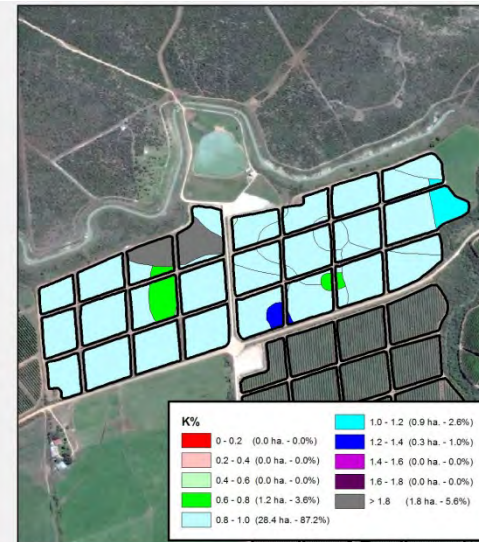 K%
0 - 0.2 (0.0 ha. - 0.0%)
0.2 - 0.4 (0.0 ha. - 0.0%)
0.4 - 0.6 (0.0 ha. - 0.0%)
0.6 - 0.8 (1.2 ha. - 3.6%)
0.8 - 1.0 (28.4 ha. - 87.2%)
1.0 - 1.2 (0.9 ha. - 2.6%)
1.2 - 1.4 (0.3 ha. - 1.0%)
1.4 - 1.6 (0.0 ha. - 0.0%)
1.6 - 1.8 (0.0 ha. - 0.0%)
> 1.8 (1.8 ha. - 5.6%)